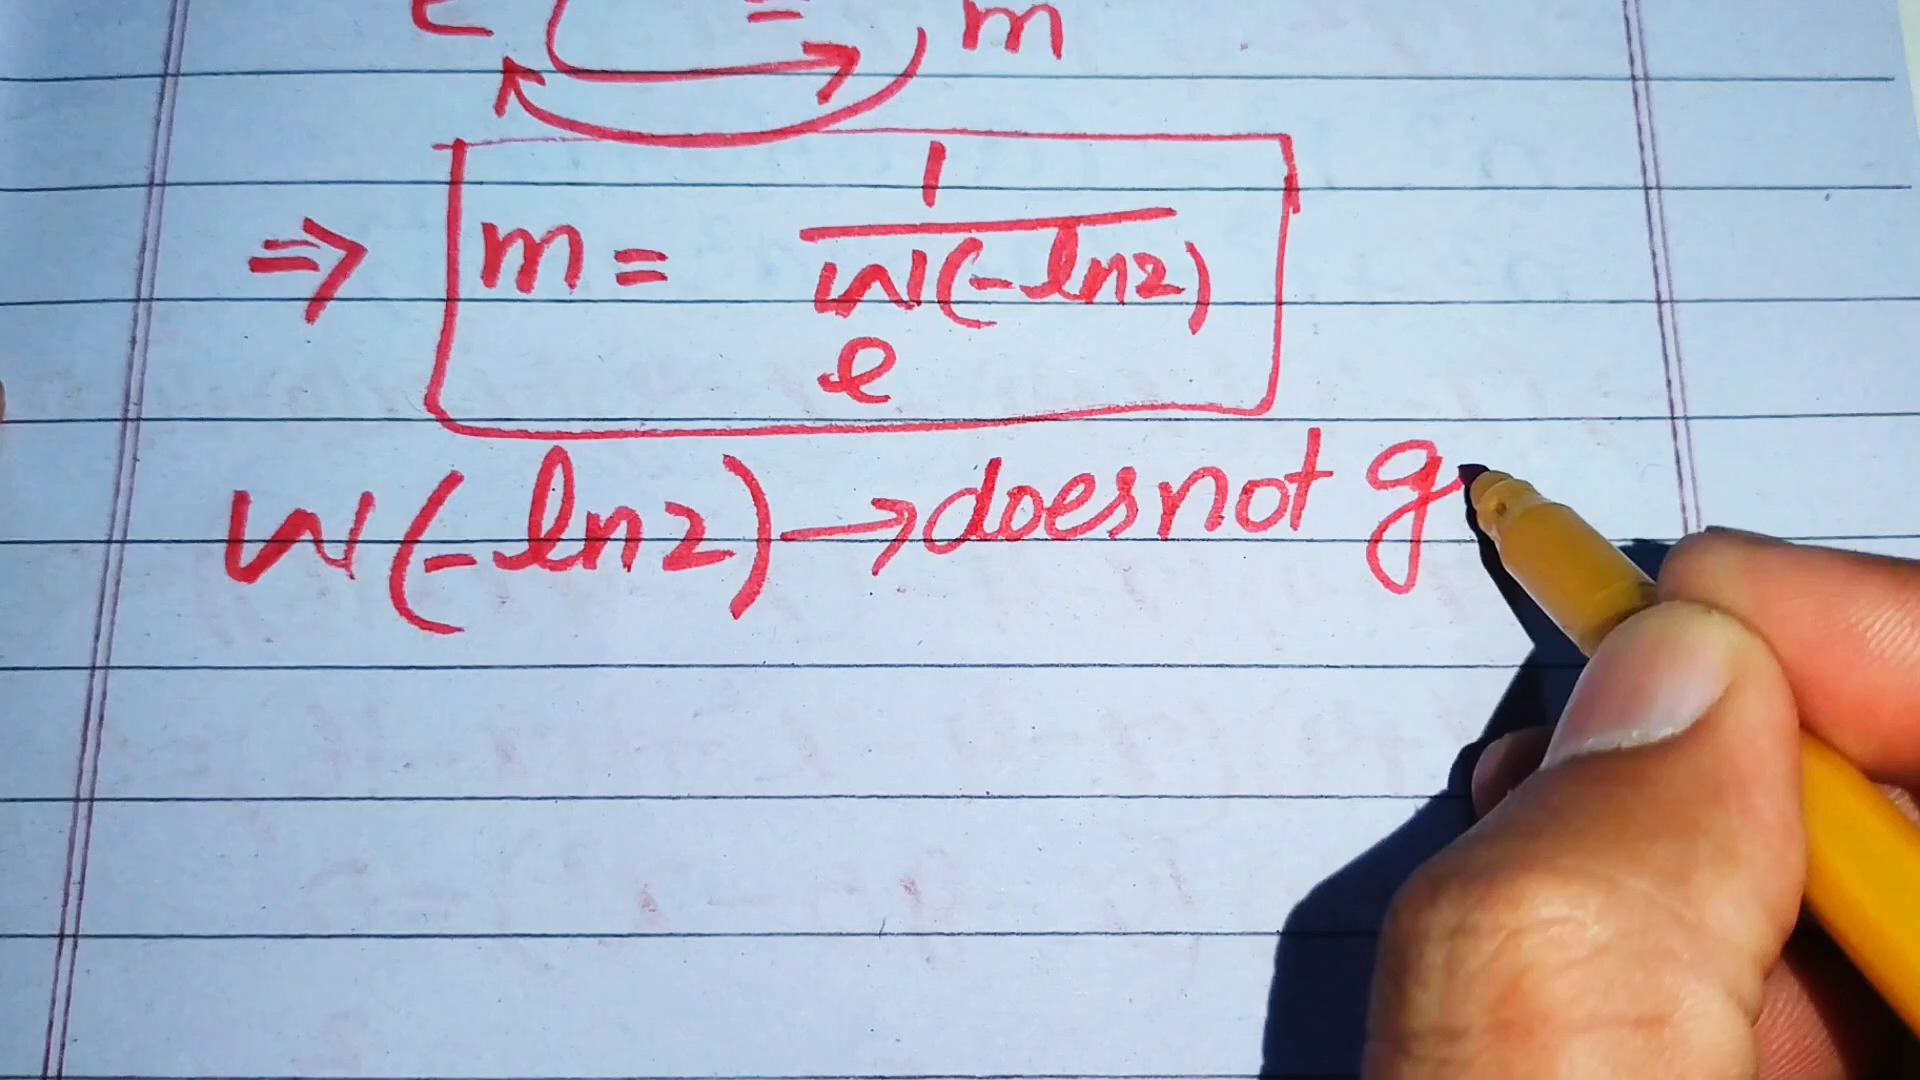 = m
⇒ m = 1 / e^W(-ln2)
W(-ln2) → does not g